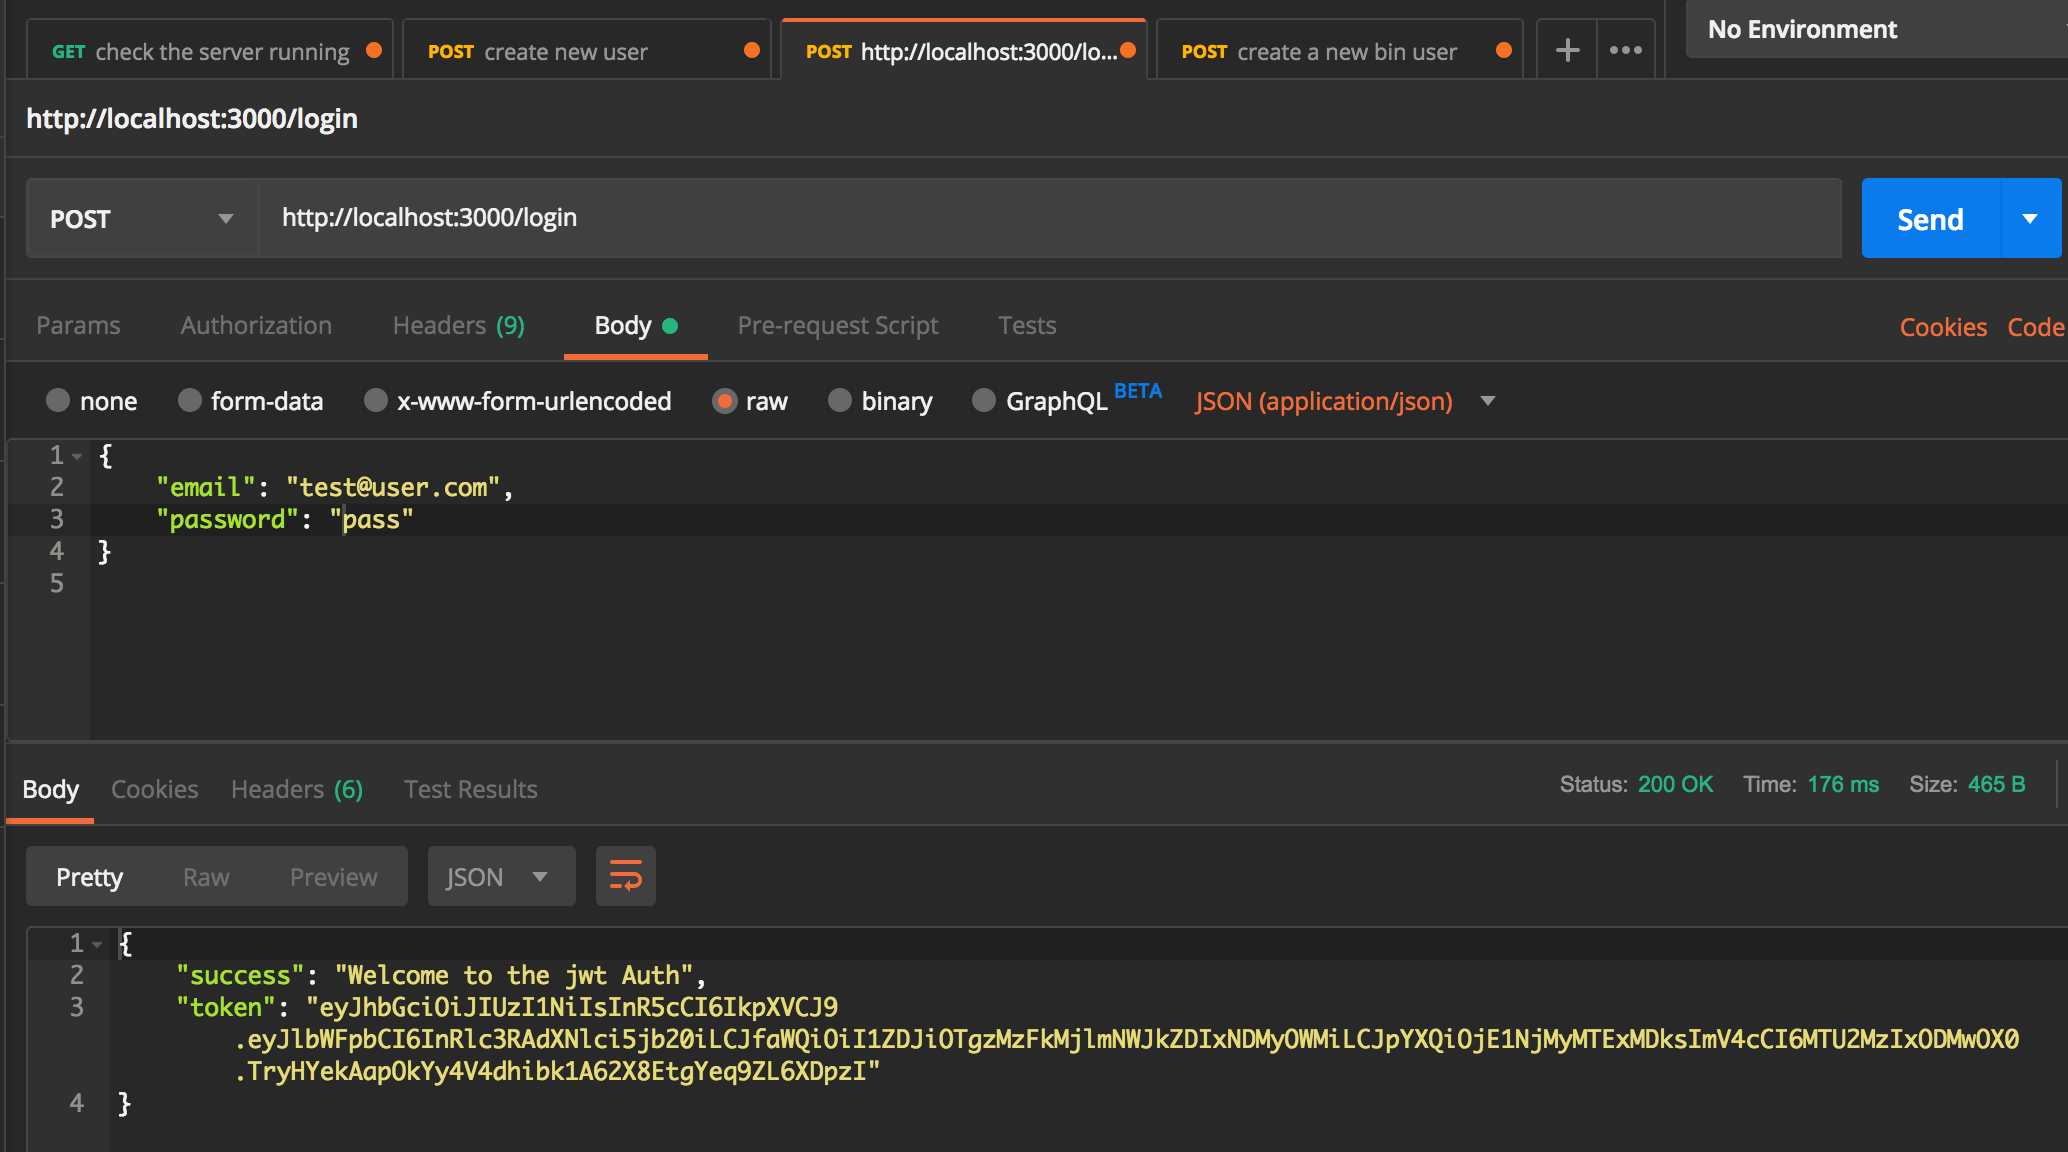 GET check the server running
POST create new user
POST http://localhost:3000/lo...
POST create a new bin user
No Environment
http://localhost:3000/login
POST http://localhost:3000/login Send
Params Authorization Headers (9) Body Pre-request Script Tests Cookies Code
none form-data x-www-form-urlencoded raw binary GraphQL BETA JSON (application/json)
1 {
2 "email": "test@user.com",
3 "password": "pass"
4 }
5
Body Cookies Headers (6) Test Results Status: 200 OK Time: 176 ms Size: 465 B
Pretty Raw Preview JSON
1 {
2 "success": "Welcome to the jwt Auth",
3 "token": "eyJhbGciOiJIUzI1NiIsInR5cCI6IkpXVCJ9
.eyJlbWFpbCI6InRlc3RAdXNlci5jb20iLCJfaWQiOiI1ZDJiOTgzMzFkMjlmNWJkZDIxNDMyOWMiLCJpYXQiOjE1NjMyMTExMDksImV4cCI6MTU2MzIxODMwOX0
.TryHYekAapOkYy4V4dhibk1A62X8EtgYeq9ZL6XDpzI"
4 }